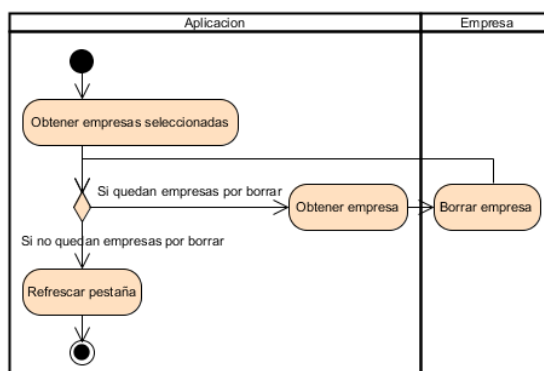 Aplicacion
Empresa
Obtener empresas seleccionadas
Si quedan empresas por borrar
Obtener empresa
Borrar empresa
Si no quedan empresas por borrar
Refrescar pestaña